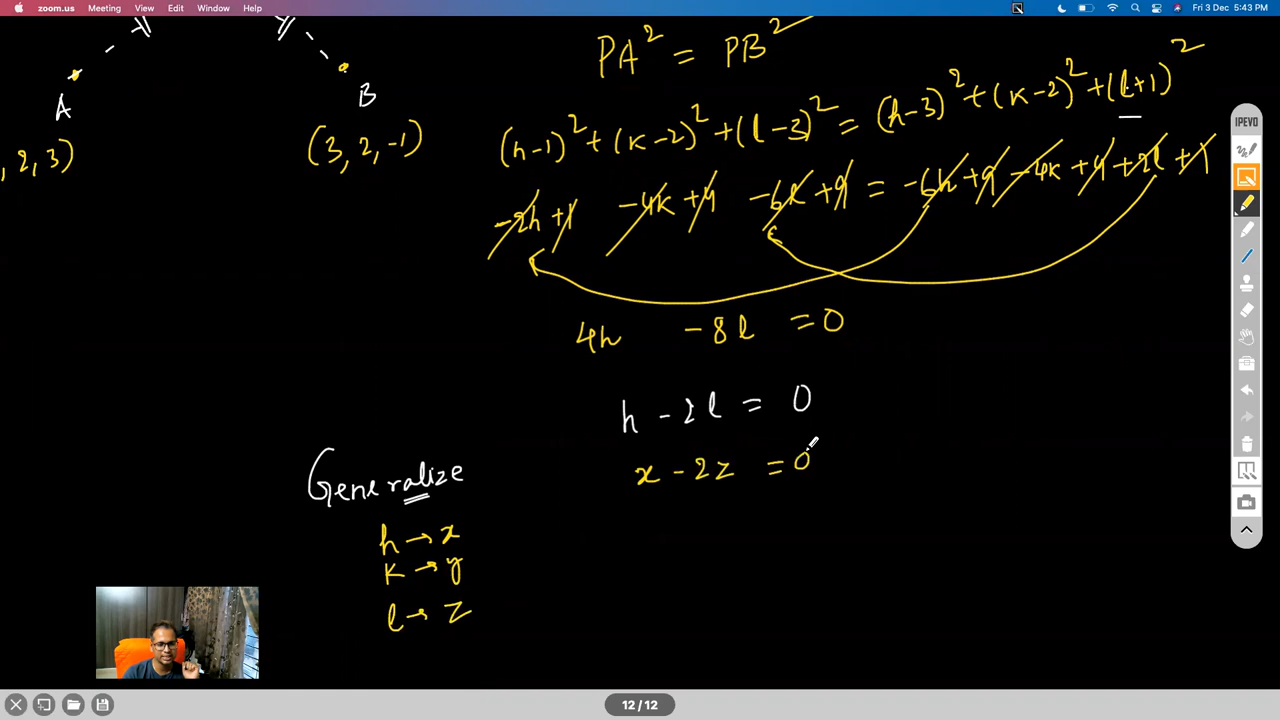 zoom.us Meeting View Edit Window Help Fri 3 Dec 5:43 PM
PA² = PB²
A
B
, 2, 3)
(3, 2, -1)
(h-1)² + (k-2)² + (l-3)² = (h-3)² + (k-2)² + (l+1)²
-2h +1 -4k +4 -6l +9 = -6h +9 -4k +4 +2l +1
4h -8l = 0
h - 2l = 0
x - 2z = 0
Generalize
h → x
k → y
l → z
IPEVO
12 / 12